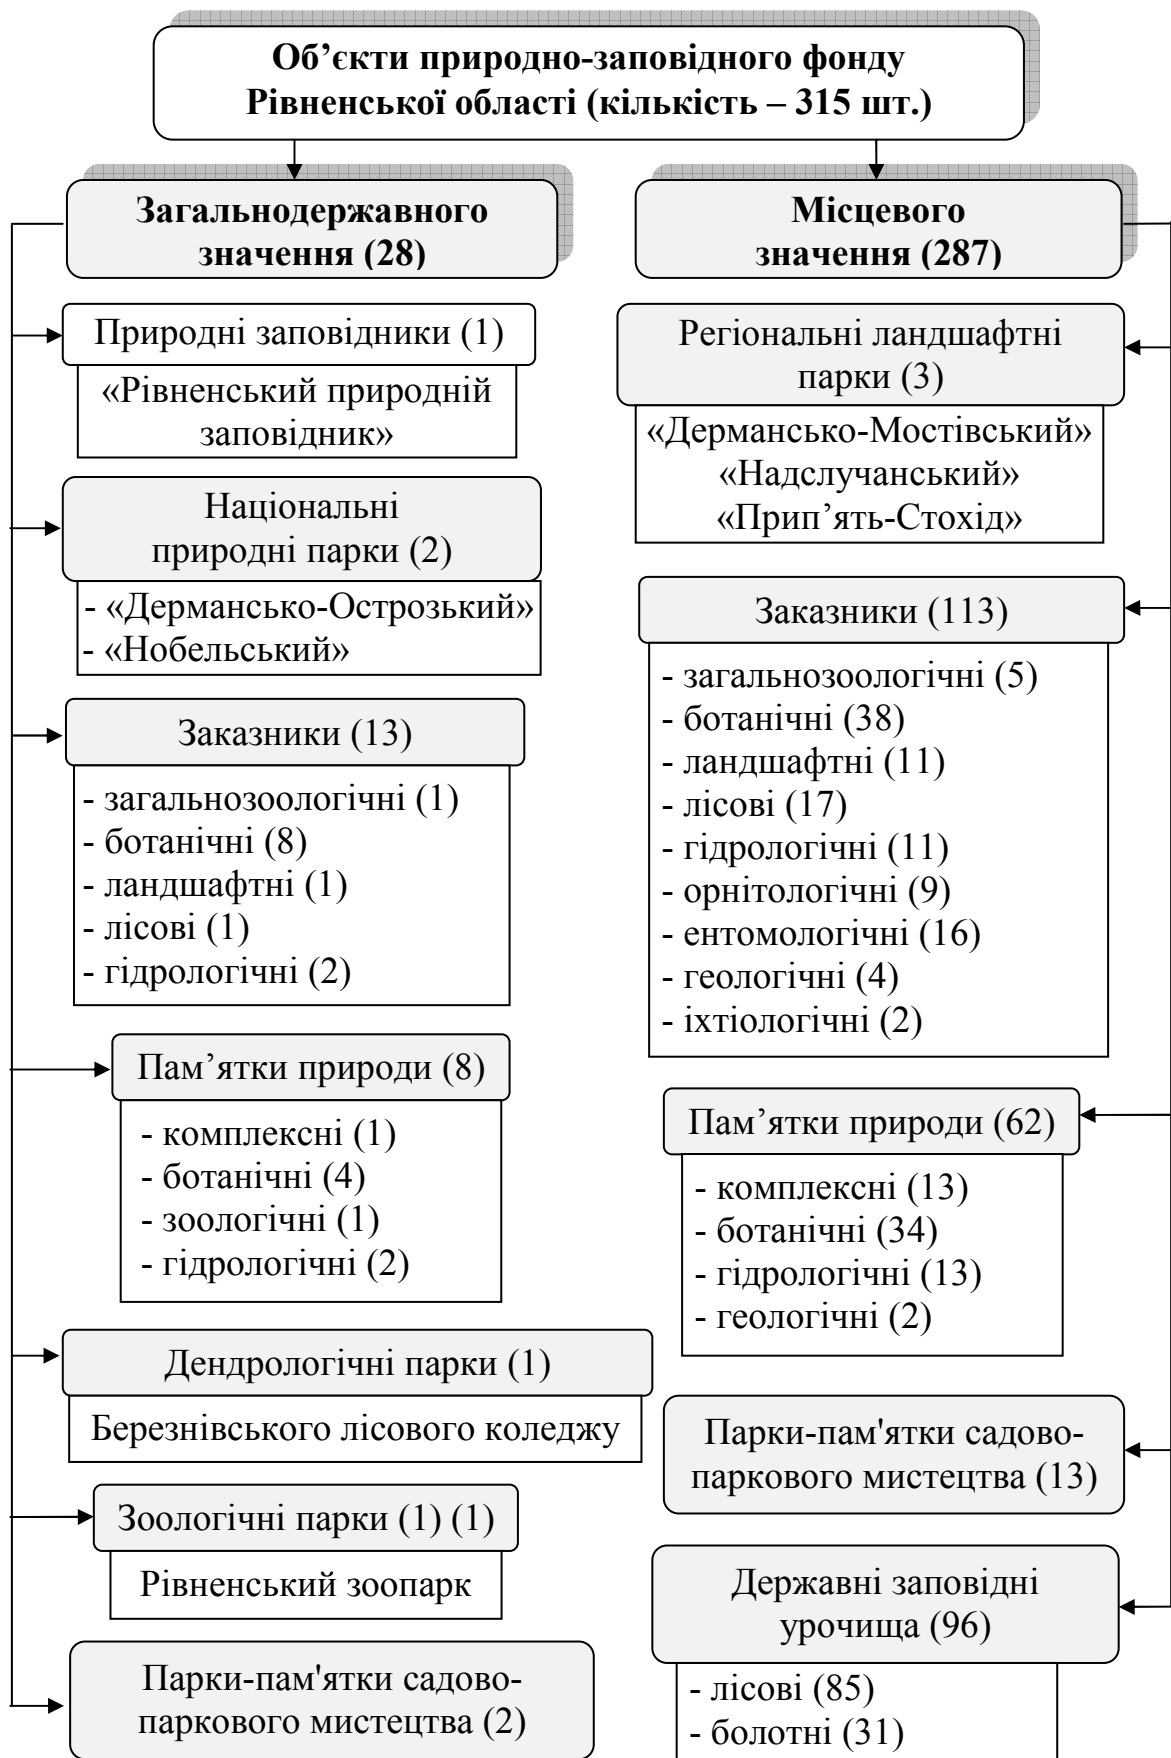 Об’єкти природно-заповідного фонду
Рівненської області (кількість – 315 шт.)
Загальнодержавного
значення (28)
Природні заповідники (1)
«Рівненський природній
заповідник»
Національні
природні парки (2)
- «Дермансько-Острозький»
- «Нобельський»
Заказники (13)
- загальнозоологічні (1)
- ботанічні (8)
- ландшафтні (1)
- лісові (1)
- гідрологічні (2)
Пам’ятки природи (8)
- комплексні (1)
- ботанічні (4)
- зоологічні (1)
- гідрологічні (2)
Дендрологічні парки (1)
Березнівського лісового коледжу
Зоологічні парки (1) (1)
Рівненський зоопарк
Парки-пам'ятки садово-
паркового мистецтва (2)
Місцевого
значення (287)
Регіональні ландшафтні
парки (3)
«Дермансько-Мостівський»
«Надслучанський»
«Прип’ять-Стохід»
Заказники (113)
- загальнозоологічні (5)
- ботанічні (38)
- ландшафтні (11)
- лісові (17)
- гідрологічні (11)
- орнітологічні (9)
- ентомологічні (16)
- геологічні (4)
- іхтіологічні (2)
Пам’ятки природи (62)
- комплексні (13)
- ботанічні (34)
- гідрологічні (13)
- геологічні (2)
Парки-пам'ятки садово-
паркового мистецтва (13)
Державні заповідні
урочища (96)
- лісові (85)
- болотні (31)